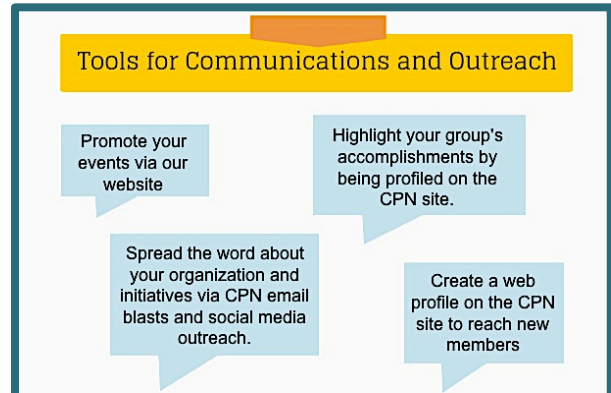 Tools for Communications and Outreach
Promote your
events via our
website
Highlight your group's
accomplishments by
being profiled on the
CPN site.
Spread the word about
your organization and
initiatives via CPN email
blasts and social media
outreach.
Create a web
profile on the CPN
site to reach new
members